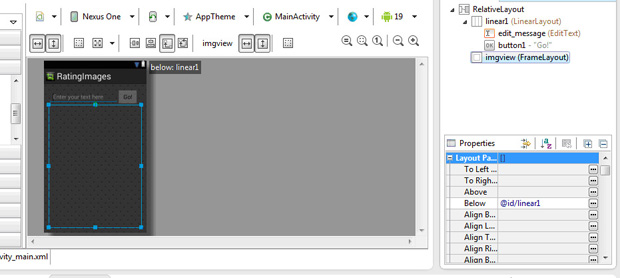 Nexus One
AppTheme
MainActivity
19
imgview
below: linear1
RatingImages
Enter your text here
Go!
vity_main.xml
RelativeLayout
linear1 (LinearLayout)
edit_message (EditText)
OK
button1 - "Go!"
imgview (FrameLayout)
Properties
Layout Pa... []
To Left ...
To Righ...
Above
Below @id/linear1
Align B...
Align L...
Align T...
Align Ri...
Align B...